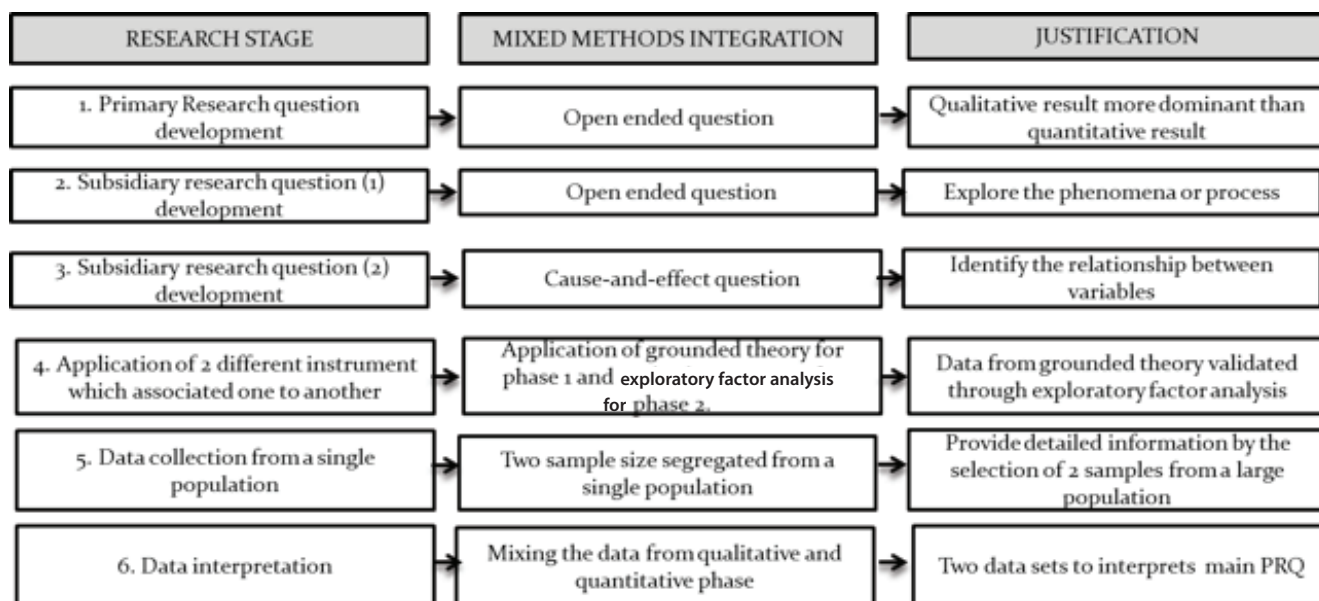 RESEARCH STAGE
MIXED METHODS INTEGRATION
JUSTIFICATION
1. Primary Research question
development
Open ended question
Qualitative result more dominant than
quantitative result
2. Subsidiary research question (1)
development
Open ended question
Explore the phenomena or process
3. Subsidiary research question (2)
development
Cause-and-effect question
Identify the relationship between
variables
4. Application of 2 different instrument
which associated one to another
Application of grounded theory for
phase 1 and exploratory factor analysis
for phase 2.
Data from grounded theory validated
through exploratory factor analysis
5. Data collection from a single
population
Two sample size segregated from a
single population
Provide detailed information by the
selection of 2 samples from a large
population
6. Data interpretation
Mixing the data from qualitative and
quantitative phase
Two data sets to interprets main PRQ